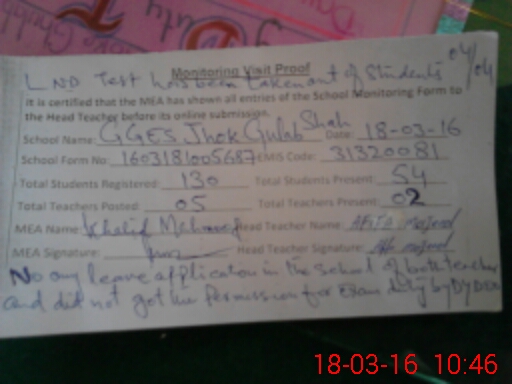 Monitoring Visit Proof
LND Test has been taken out of Students 04/04
it is certified that the MEA has shown all entries of the School Monitoring Form to
the Head Teacher before its online submission.
School Name: GGES Jhok Gulab Shah Date: 18-03-16
School Form No: 1603181005687 EMIS Code: 31320081
Total Students Registered: 130 Total Students Present: 54
Total Teachers Posted: 05 Total Teachers Present: 02
MEA Name: Khalid Mahmood Head Teacher Name: Majeed
MEA Signature: Head Teacher Signature: majeed
No any leave application in the school of both teacher
and did not got the Permission for Exam duty by DYDEO
18-03-16 10:46